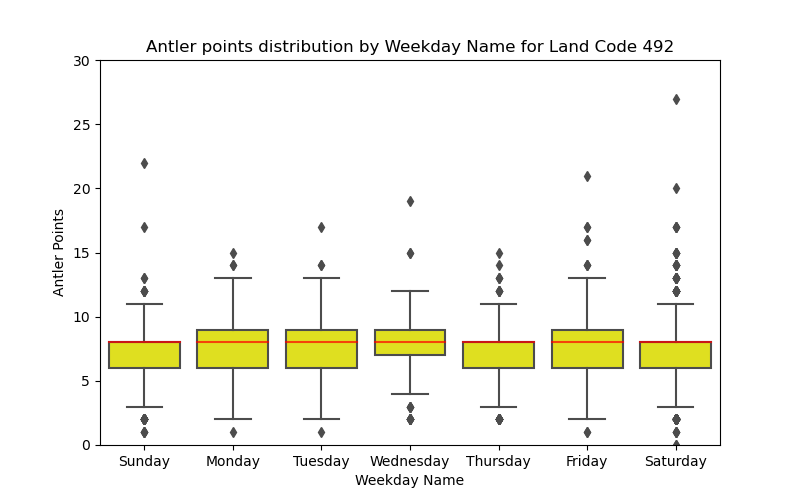 Antler points distribution by Weekday Name for Land Code 492
Antler Points
30
25
20
15
10
5
0
Sunday Monday Tuesday Wednesday Thursday Friday Saturday
Weekday Name